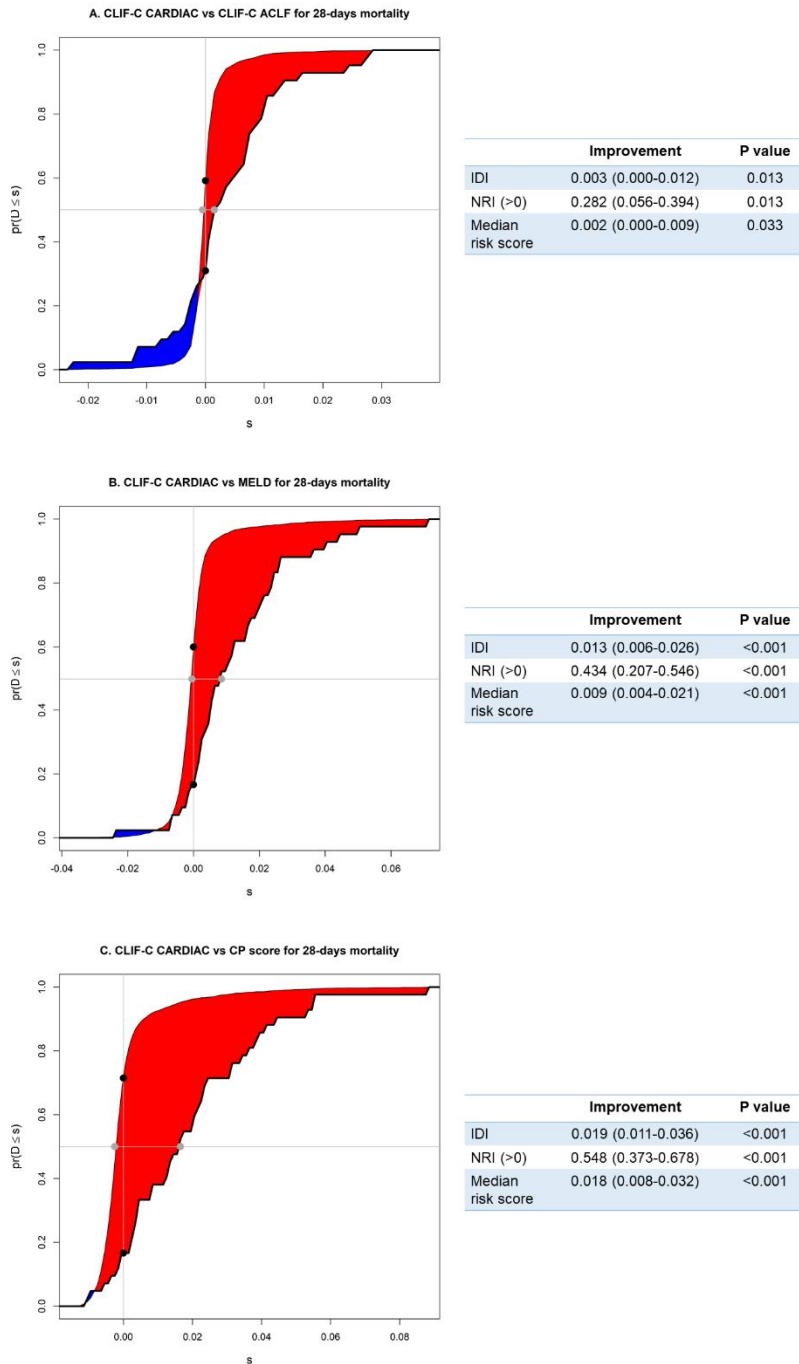 A. CLIF-C CARDIAC vs CLIF-C ACLF for 28-days mortality
pr(D ≤ s)
1.0
0.8
0.6
0.4
0.2
0.0
-0.02 -0.01 0.00 0.01 0.02 0.03
s
Improvement P value
IDI 0.003 (0.000-0.012) 0.013
NRI (>0) 0.282 (0.056-0.394) 0.013
Median 0.002 (0.000-0.009) 0.033
risk score
B. CLIF-C CARDIAC vs MELD for 28-days mortality
pr(D ≤ s)
1.0
0.8
0.6
0.4
0.2
0.0
-0.04 -0.02 0.00 0.02 0.04 0.06
s
Improvement P value
IDI 0.013 (0.006-0.026) <0.001
NRI (>0) 0.434 (0.207-0.546) <0.001
Median 0.009 (0.004-0.021) <0.001
risk score
C. CLIF-C CARDIAC vs CP score for 28-days mortality
pr(D ≤ s)
1.0
0.8
0.6
0.4
0.2
0.0
0.00 0.02 0.04 0.06 0.08
s
Improvement P value
IDI 0.019 (0.011-0.036) <0.001
NRI (>0) 0.548 (0.373-0.678) <0.001
Median 0.018 (0.008-0.032) <0.001
risk score